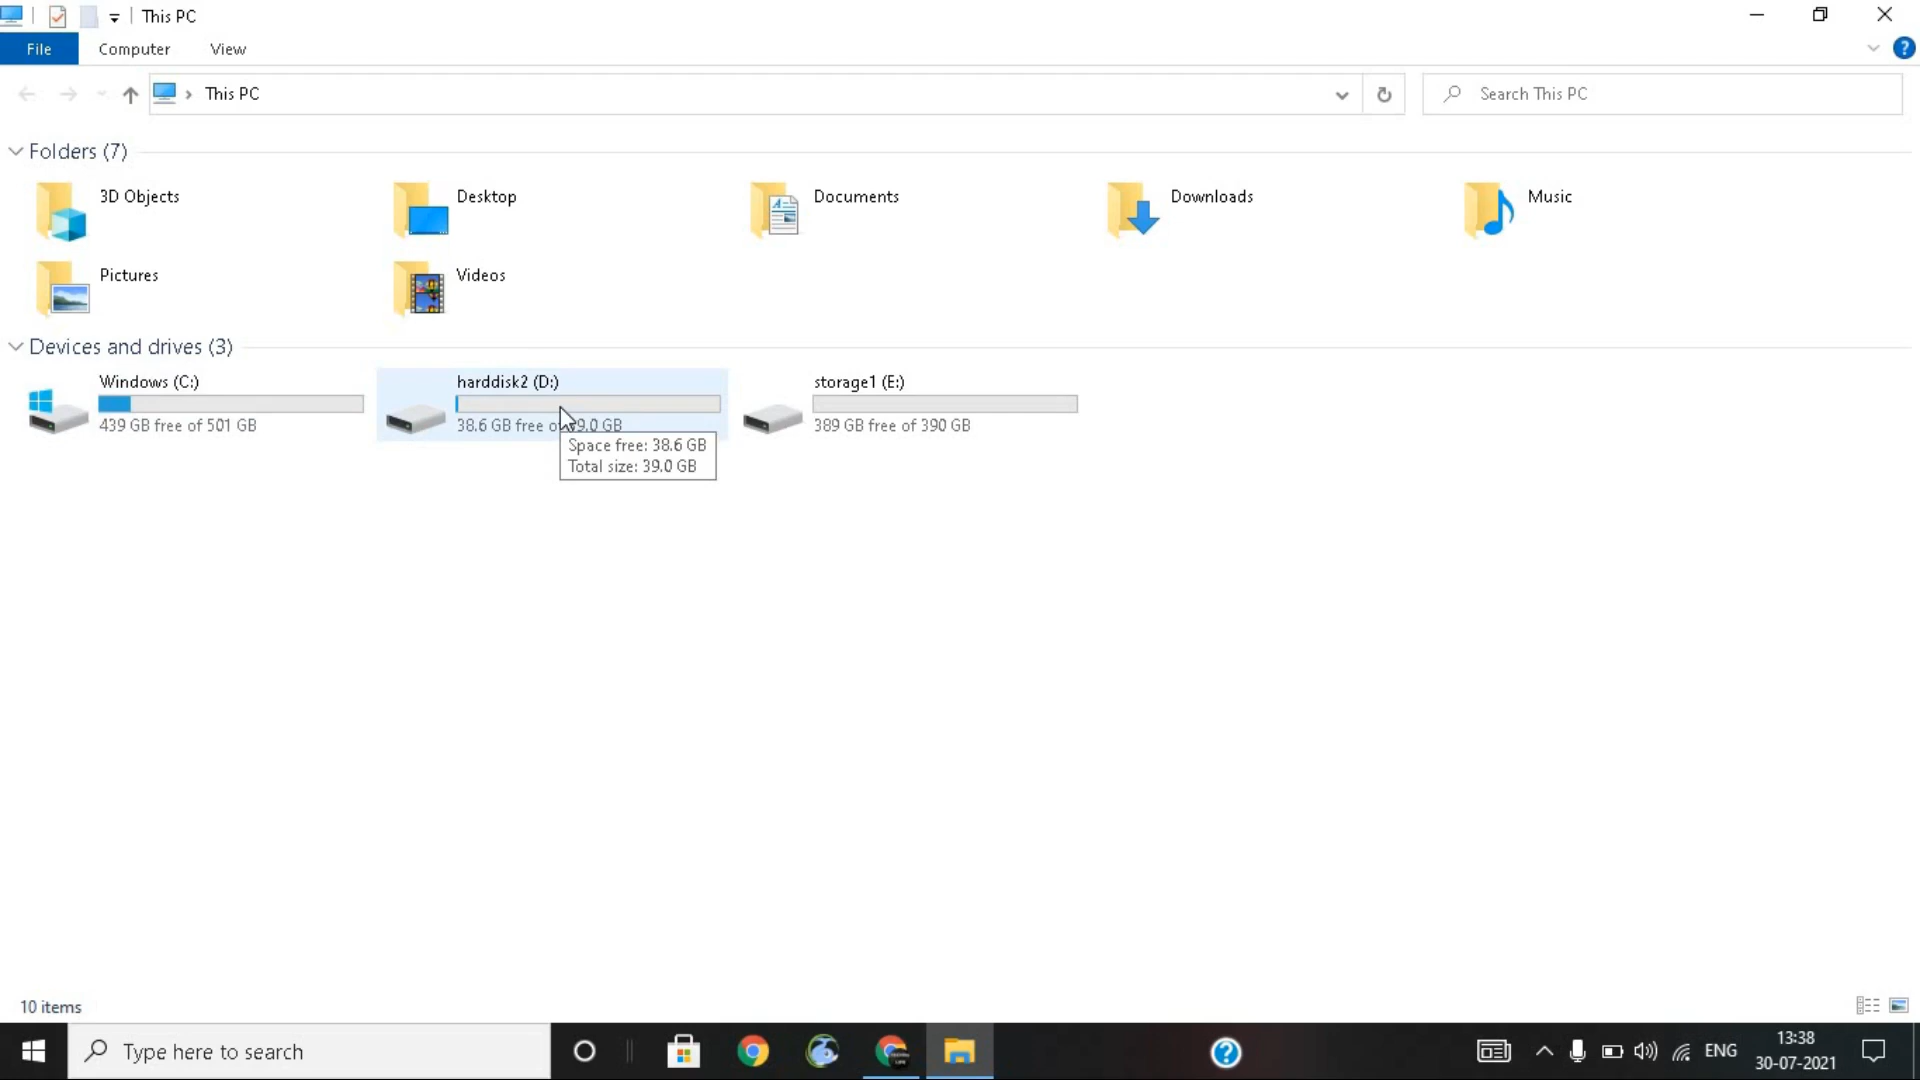 This PC
File Computer View
This PC
Search This PC
Folders (7)
3D Objects
Desktop
Documents
Downloads
Music
Pictures
Videos
Devices and drives (3)
Windows (C:)
439 GB free of 501 GB
harddisk2 (D:)
38.6 GB free of 39.0 GB
Space free: 38.6 GB
Total size: 39.0 GB
storage1 (E:)
389 GB free of 390 GB
10 items
Type here to search
ENG
13:38
30-07-2021